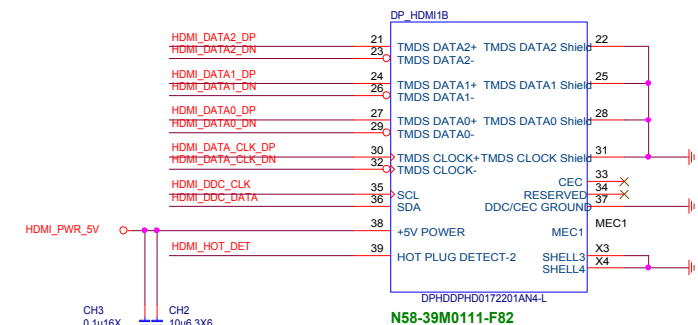 DP_HDMI1B
HDMI_DATA2_DP 21 TMDS DATA2+ TMDS DATA2 Shield 22
HDMI_DATA2_DN 23 TMDS DATA2-
HDMI_DATA1_DP 24 TMDS DATA1+ TMDS DATA1 Shield 25
HDMI_DATA1_DN 26 TMDS DATA1-
HDMI_DATA0_DP 27 TMDS DATA0+ TMDS DATA0 Shield 28
HDMI_DATA0_DN 29 TMDS DATA0-
HDMI_DATA_CLK_DP 30 TMDS CLOCK+ TMDS CLOCK Shield 31
HDMI_DATA_CLK_DN 32 TMDS CLOCK-
CEC 33
HDMI_DDC_CLK 35 SCL RESERVED 34
HDMI_DDC_DATA 36 SDA DDC/CEC GROUND 37
HDMI_PWR_5V 38 +5V POWER MEC1 MEC1
HDMI_HOT_DET 39 HOT PLUG DETECT-2 SHELL3 X3
SHELL4 X4
DPHDDPHD0172201AN4-L
CH3 CH2 N58-39M0111-F82
0.1u16X 10u6.3X6